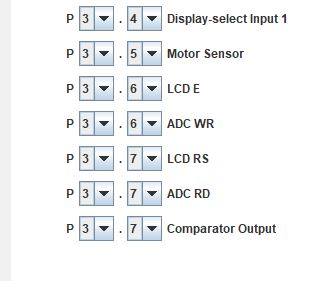 P 3 . 4 Display-select Input 1
P 3 . 5 Motor Sensor
P 3 . 6 LCD E
P 3 . 6 ADC WR
P 3 . 7 LCD RS
P 3 . 7 ADC RD
P 3 . 7 Comparator Output